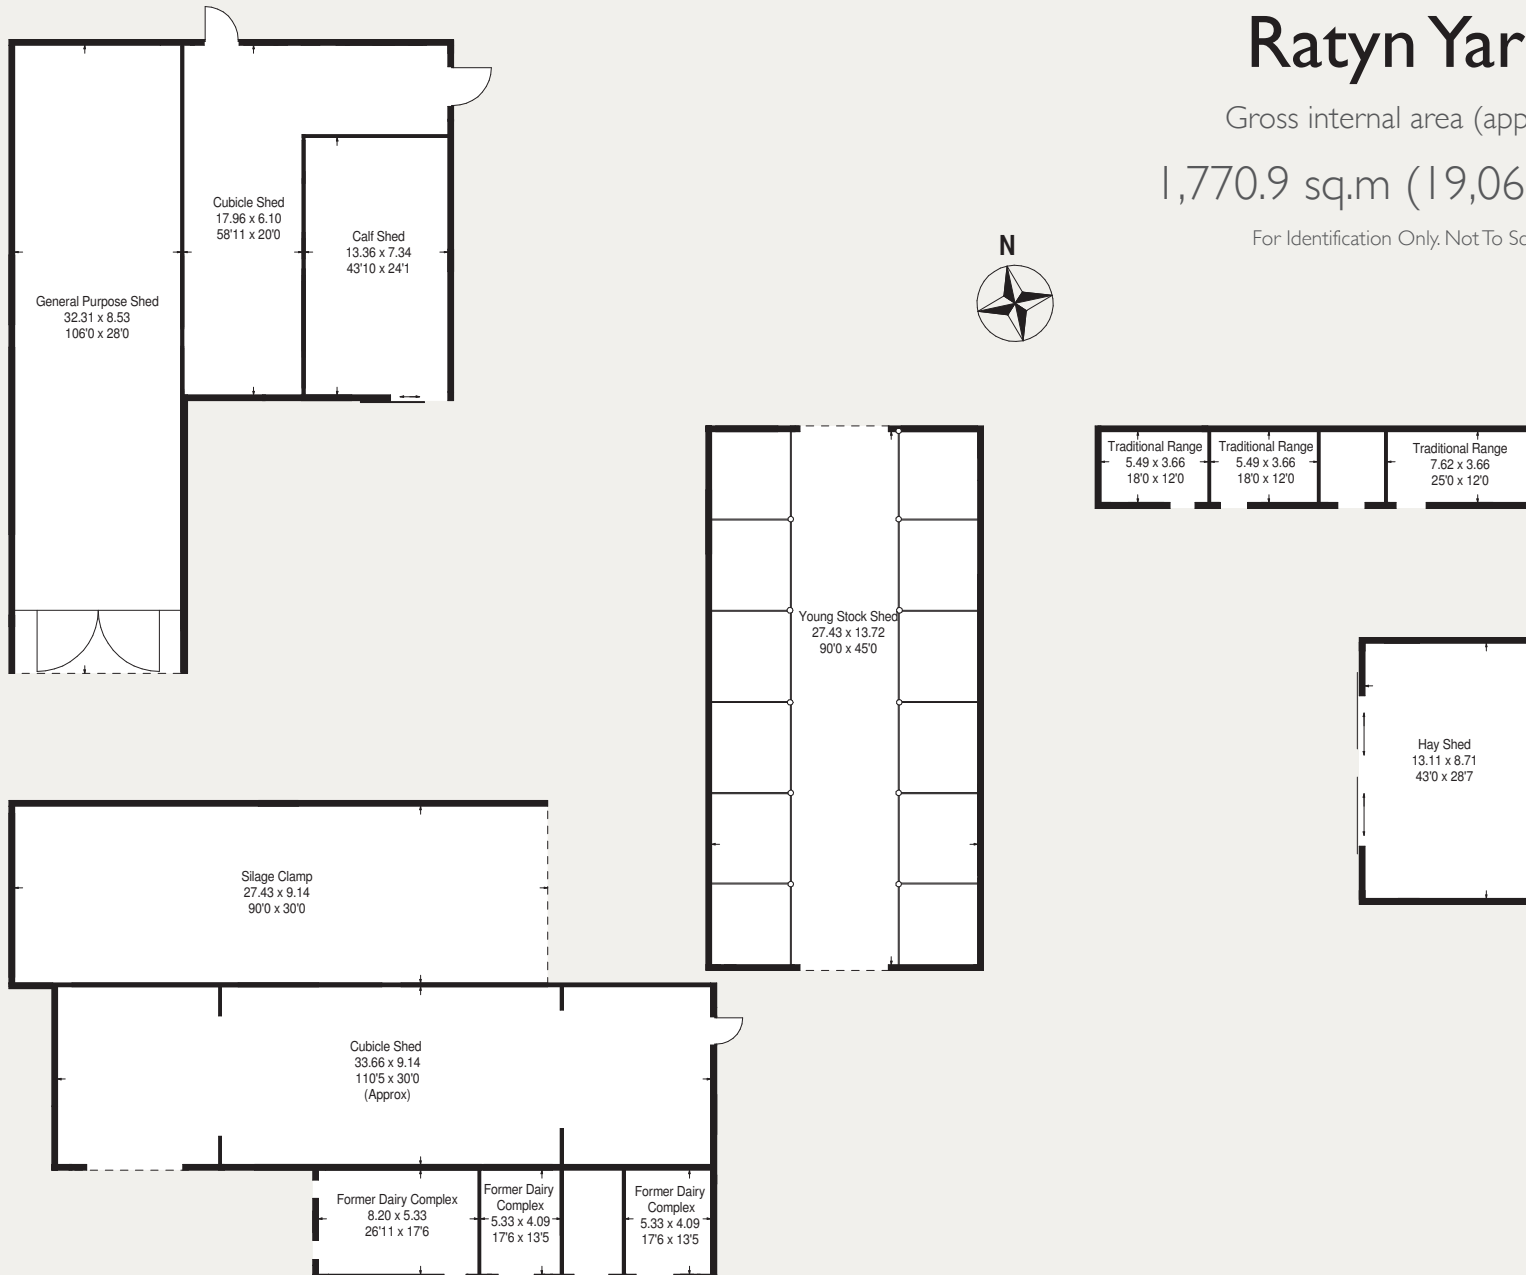 Ratyn Yar
Gross internal area (app
1,770.9 sq.m (19,06
For Identification Only. Not To Sc
N
Cubicle Shed
17.96 x 6.10
58'11 x 20'0
Calf Shed
13.36 x 7.34
43'10 x 24'1
General Purpose Shed
32.31 x 8.53
106'0 x 28'0
Traditional Range
5.49 x 3.66
18'0 x 12'0
Traditional Range
5.49 x 3.66
18'0 x 12'0
Traditional Range
7.62 x 3.66
25'0 x 12'0
Young Stock Shed
27.43 x 13.72
90'0 x 45'0
Hay Shed
13.11 x 8.71
43'0 x 28'7
Silage Clamp
27.43 x 9.14
90'0 x 30'0
Cubicle Shed
33.66 x 9.14
110'5 x 30'0
(Approx)
Former Dairy Complex
8.20 x 5.33
26'11 x 17'6
Former Dairy
Complex
5.33 x 4.09
17'6 x 13'5
Former Dairy
Complex
5.33 x 4.09
17'6 x 13'5